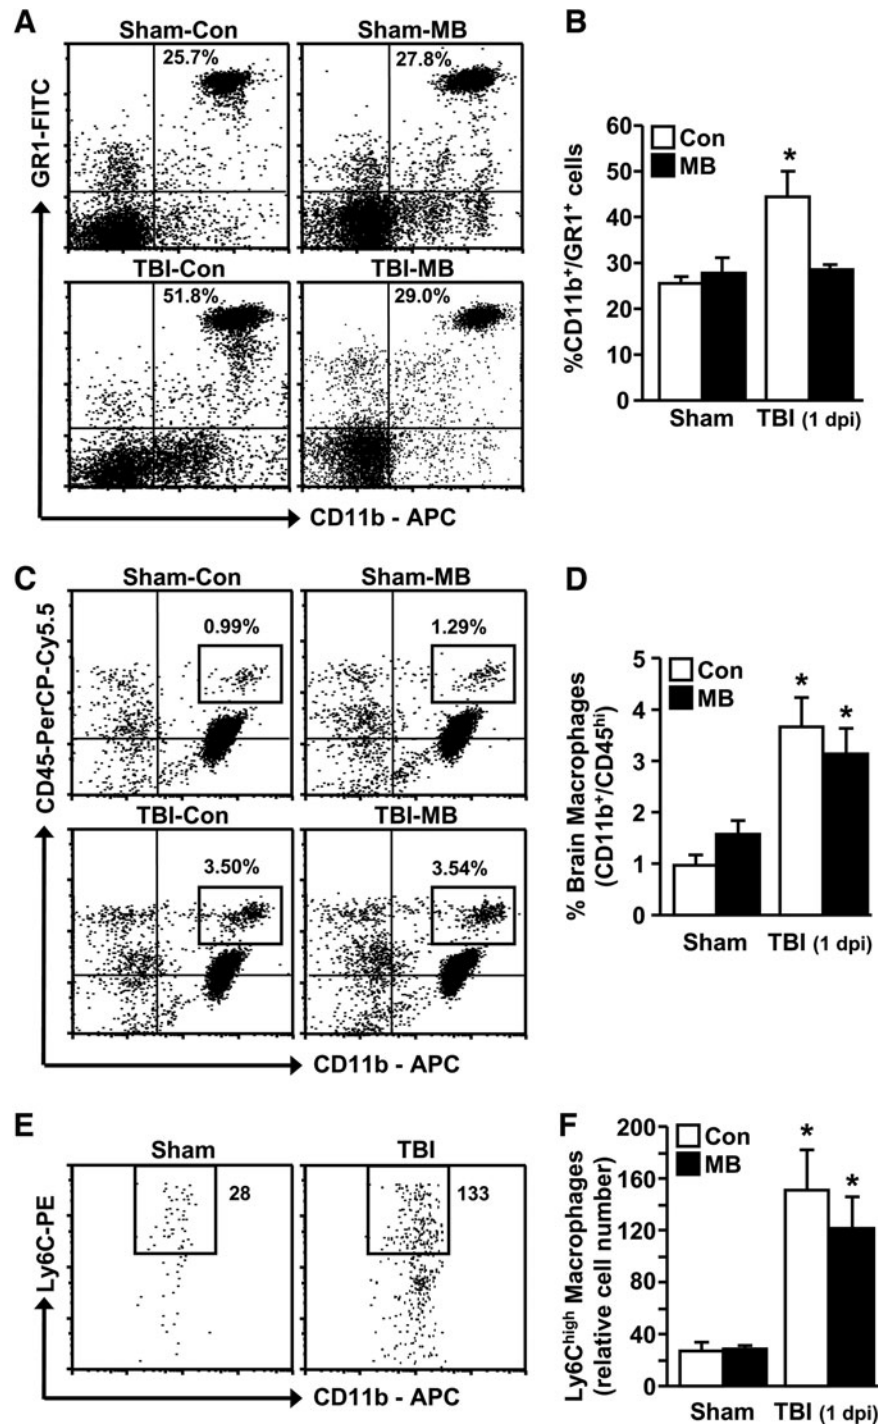 A
Sham-Con
Sham-MB
25.7%
27.8%
GR1-FITC
TBI-Con
TBI-MB
51.8%
29.0%
CD11b - APC
B
%CD11b+/GR1+ cells
60
50
40
30
20
10
0
Con
MB
*
Sham
TBI (1 dpi)
C
Sham-Con
Sham-MB
0.99%
1.29%
CD45-PerCP-Cy5.5
TBI-Con
TBI-MB
3.50%
3.54%
CD11b - APC
D
% Brain Macrophages
(CD11b+/CD45hi)
5
4
3
2
1
0
Con
MB
*
*
Sham
TBI (1 dpi)
E
Sham
TBI
28
133
Ly6C-PE
CD11b - APC
F
Ly6Chigh Macrophages
(relative cell number)
200
160
120
80
40
0
Con
MB
*
*
Sham
TBI (1 dpi)